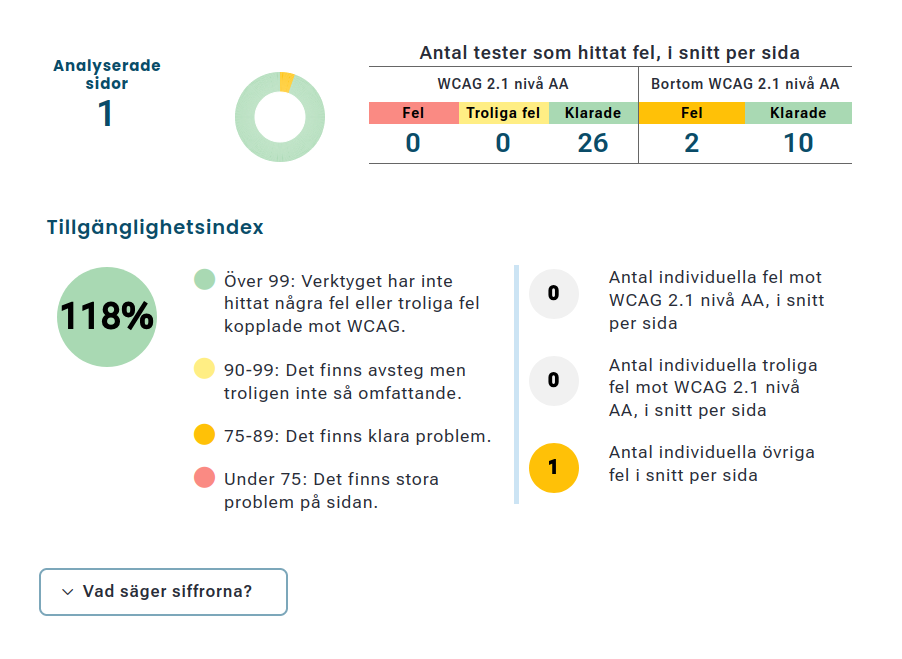 Analyserade
sidor
1
Antal tester som hittat fel, i snitt per sida
WCAG 2.1 nivå AA
Bortom WCAG 2.1 nivå AA
Fel
Troliga fel
Klarade
Fel
Klarade
0
0
26
2
10
Tillgänglighetsindex
118%
Över 99: Verktyget har inte
hittat några fel eller troliga fel
kopplade mot WCAG.
90-99: Det finns avsteg men
troligen inte så omfattande.
75-89: Det finns klara problem.
Under 75: Det finns stora
problem på sidan.
0
Antal individuella fel mot
WCAG 2.1 nivå AA, i snitt
per sida
0
Antal individuella troliga
fel mot WCAG 2.1 nivå
AA, i snitt per sida
1
Antal individuella övriga
fel i snitt per sida
Vad säger siffrorna?